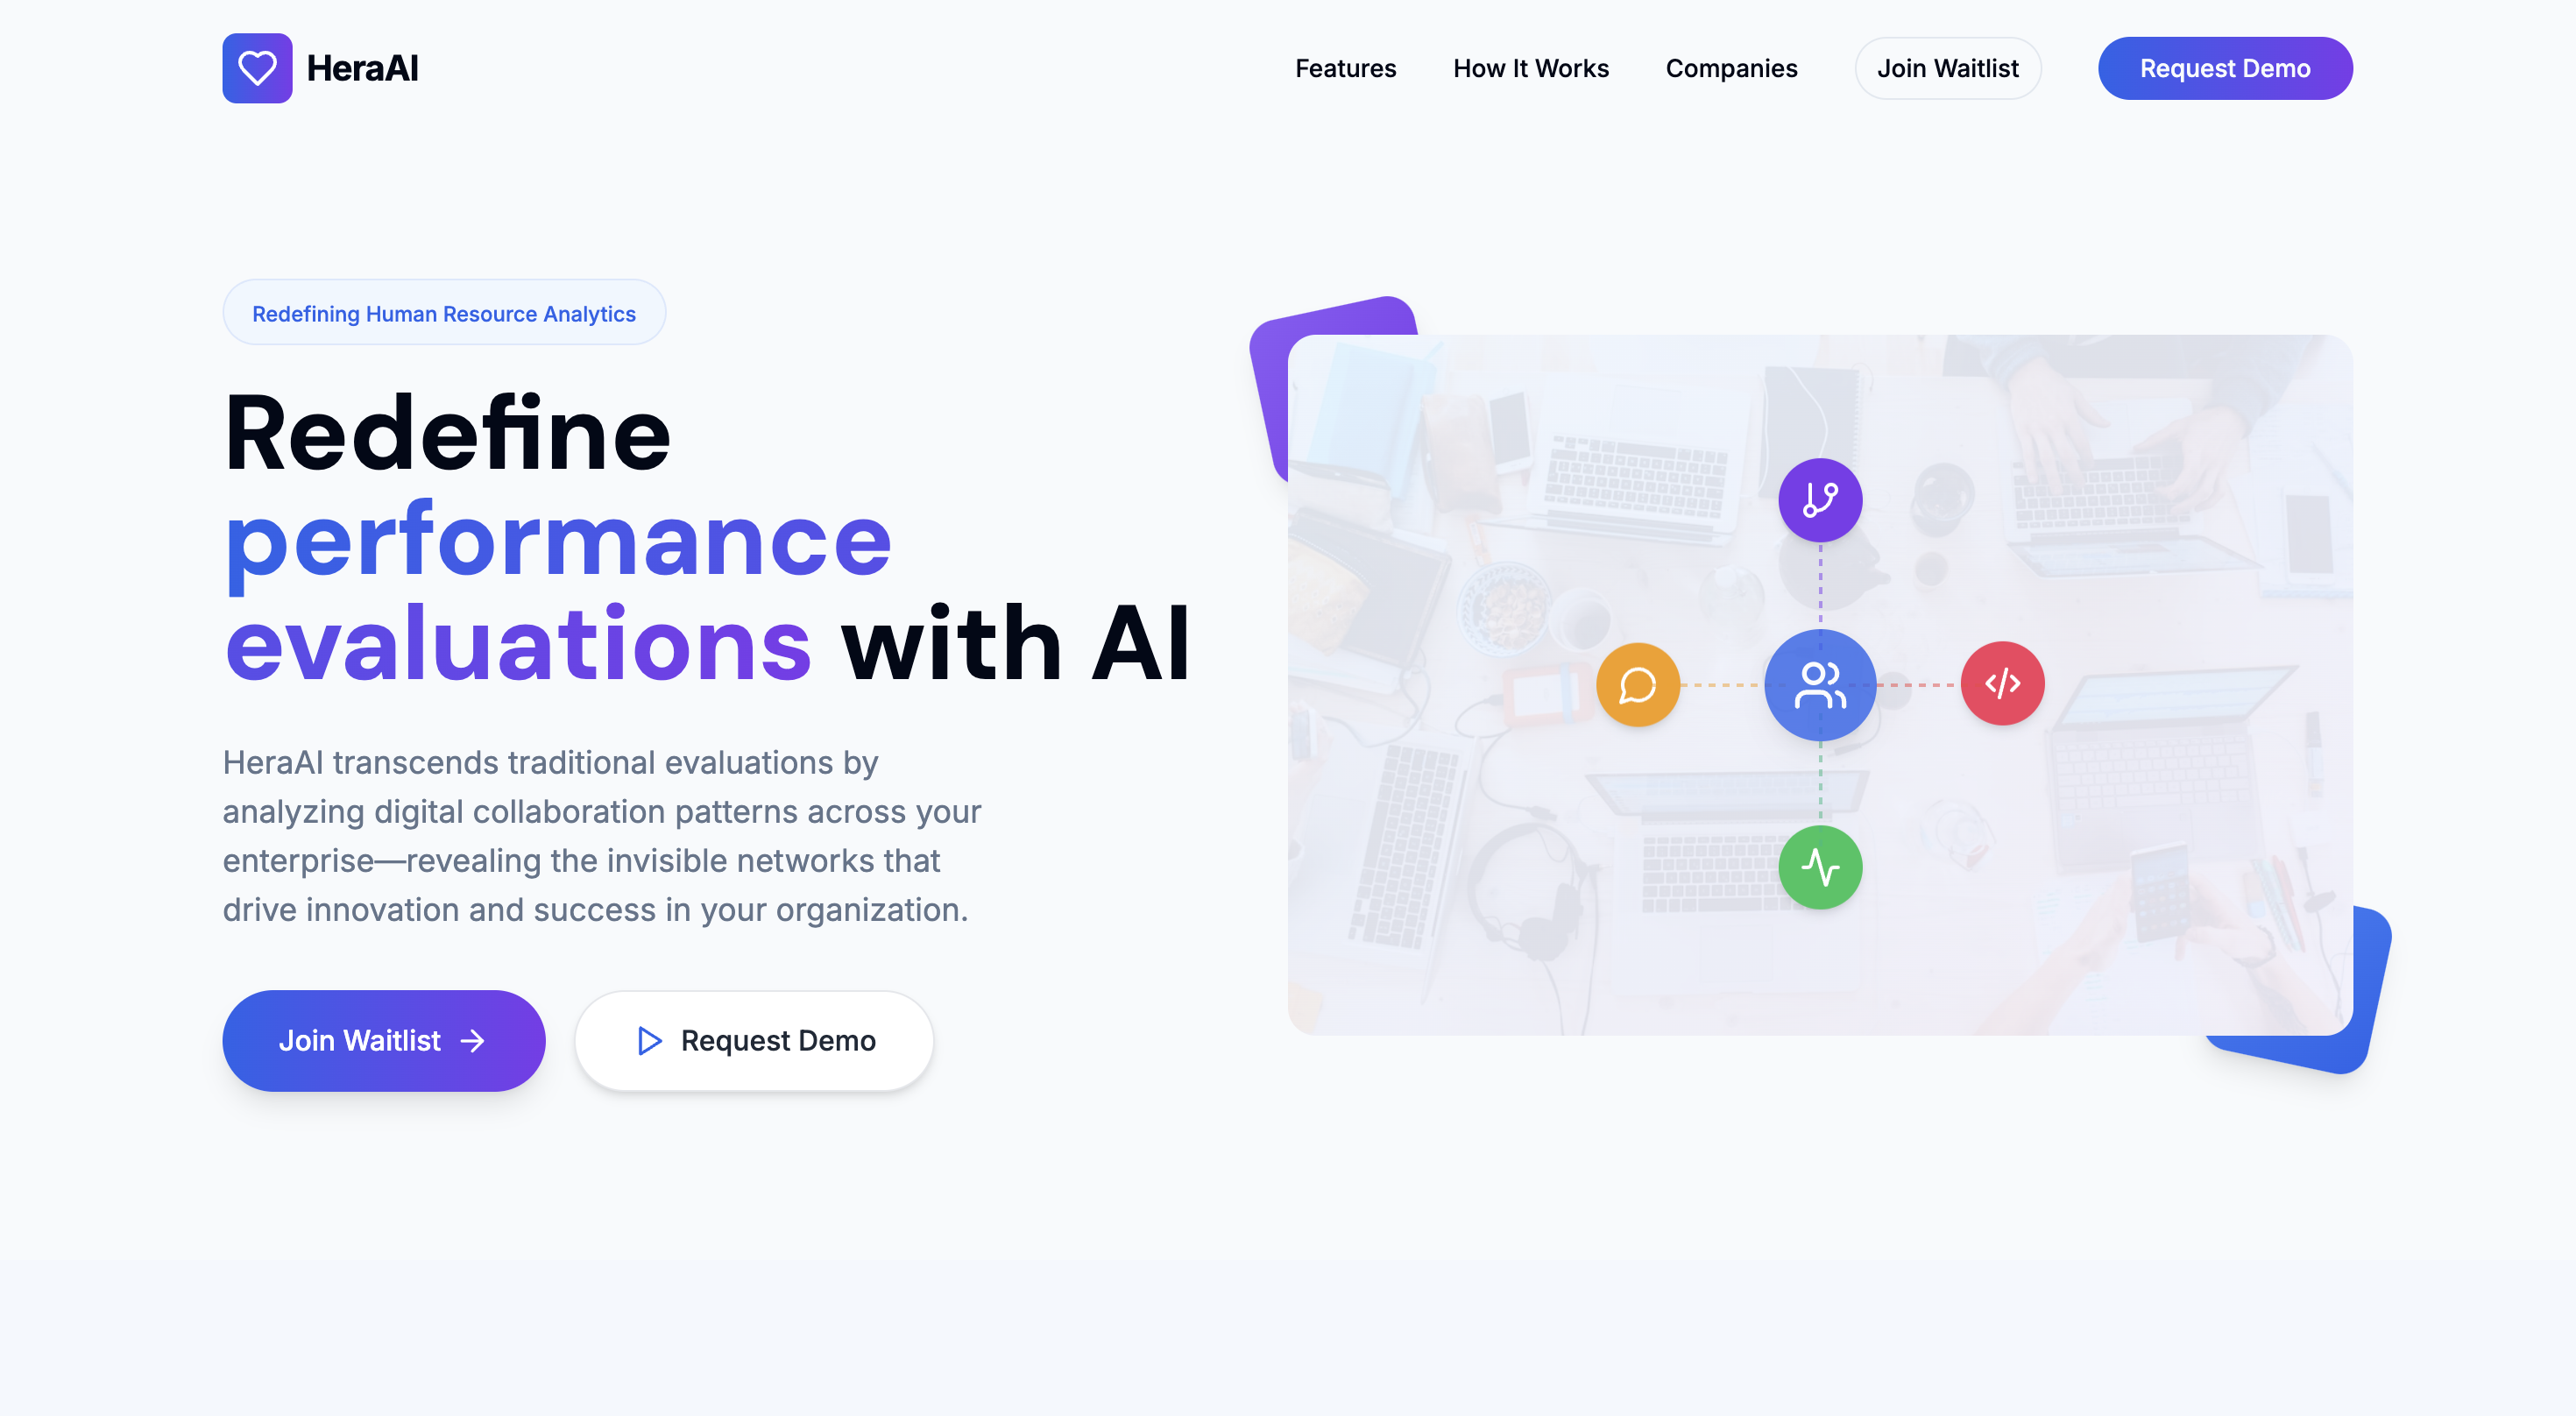 HeraAI
Features
How It Works
Companies
Join Waitlist
Request Demo
Redefining Human Resource Analytics
Redefine
performance
evaluations with AI
HeraAI transcends traditional evaluations by
analyzing digital collaboration patterns across your
enterprise—revealing the invisible networks that
drive innovation and success in your organization.
Join Waitlist
Request Demo